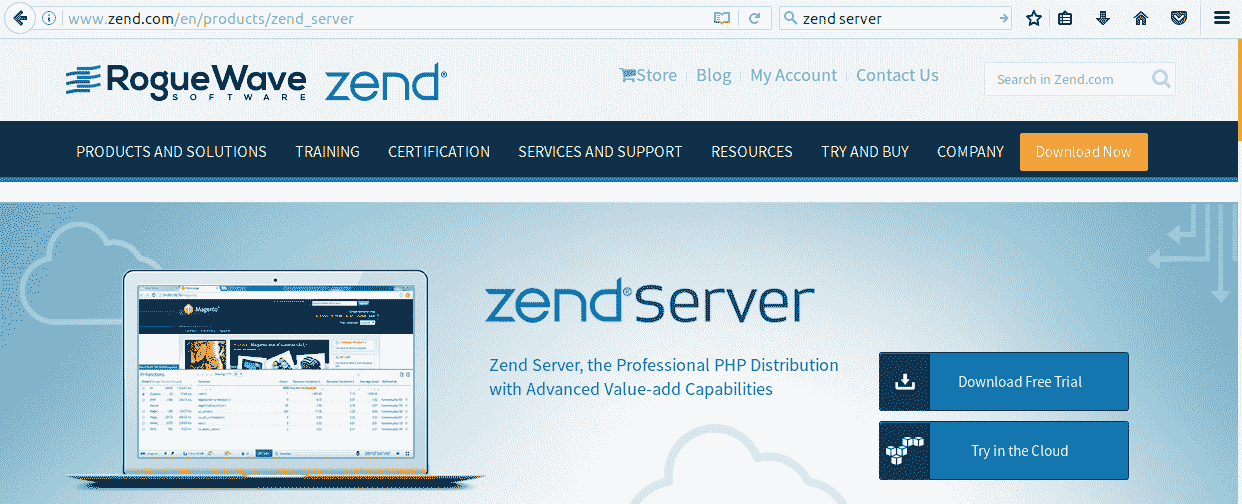 www.zend.com/en/products/zend_server
zend server
RogueWave
SOFTWARE
zend®
Store Blog My Account Contact Us
Search in Zend.com
PRODUCTS AND SOLUTIONS TRAINING CERTIFICATION SERVICES AND SUPPORT RESOURCES TRY AND BUY COMPANY Download Now
Magento
zend®Server
Zend Server, the Professional PHP Distribution
with Advanced Value-add Capabilities
Download Free Trial
Try in the Cloud